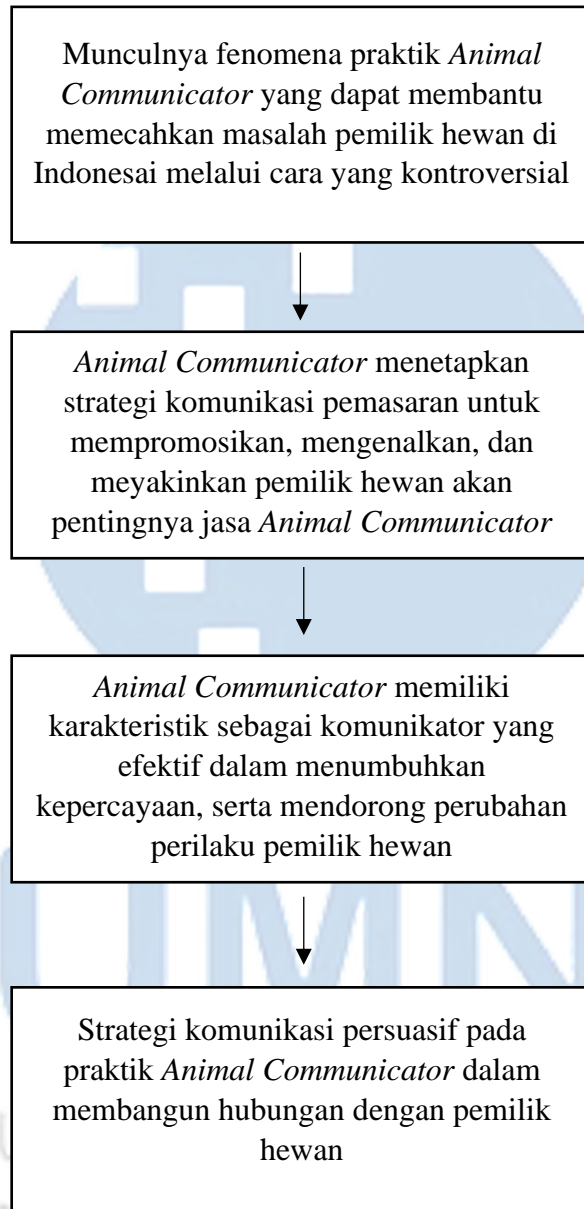 Munculnya fenomena praktik Animal
Communicator yang dapat membantu
memecahkan masalah pemilik hewan di
Indonesai melalui cara yang kontroversial
Animal Communicator menetapkan
strategi komunikasi pemasaran untuk
mempromosikan, mengenalkan, dan
meyakinkan pemilik hewan akan
pentingnya jasa Animal Communicator
Animal Communicator memiliki
karakteristik sebagai komunikator yang
efektif dalam menumbuhkan
kepercayaan, serta mendorong perubahan
perilaku pemilik hewan
UMN
Strategi komunikasi persuasif pada
praktik Animal Communicator dalam
membangun hubungan dengan pemilik
hewan